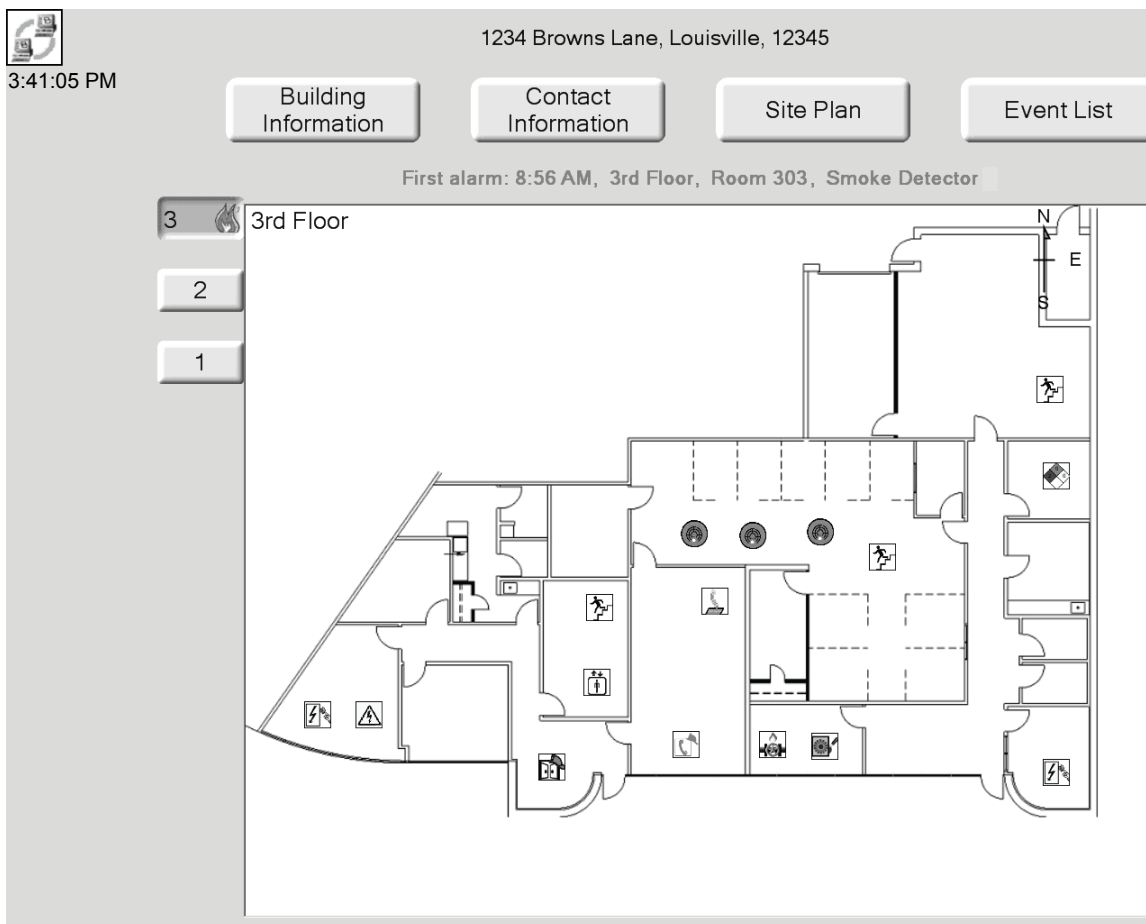 1234 Browns Lane, Louisville, 12345
3:41:05 PM
Building
Information
Contact
Information
Site Plan
Event List
First alarm: 8:56 AM, 3rd Floor, Room 303, Smoke Detector
3
3rd Floor
2
1
N
E
S